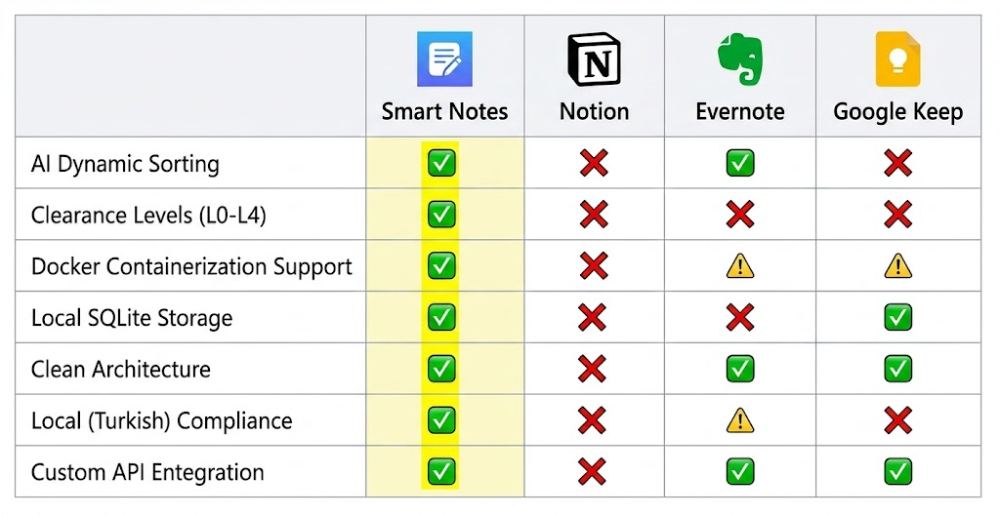 Smart Notes
N
Notion
Evernote
Google Keep
AI Dynamic Sorting
Clearance Levels (L0-L4)
Docker Containerization Support
Local SQLite Storage
Clean Architecture
Local (Turkish) Compliance
Custom API Entegration